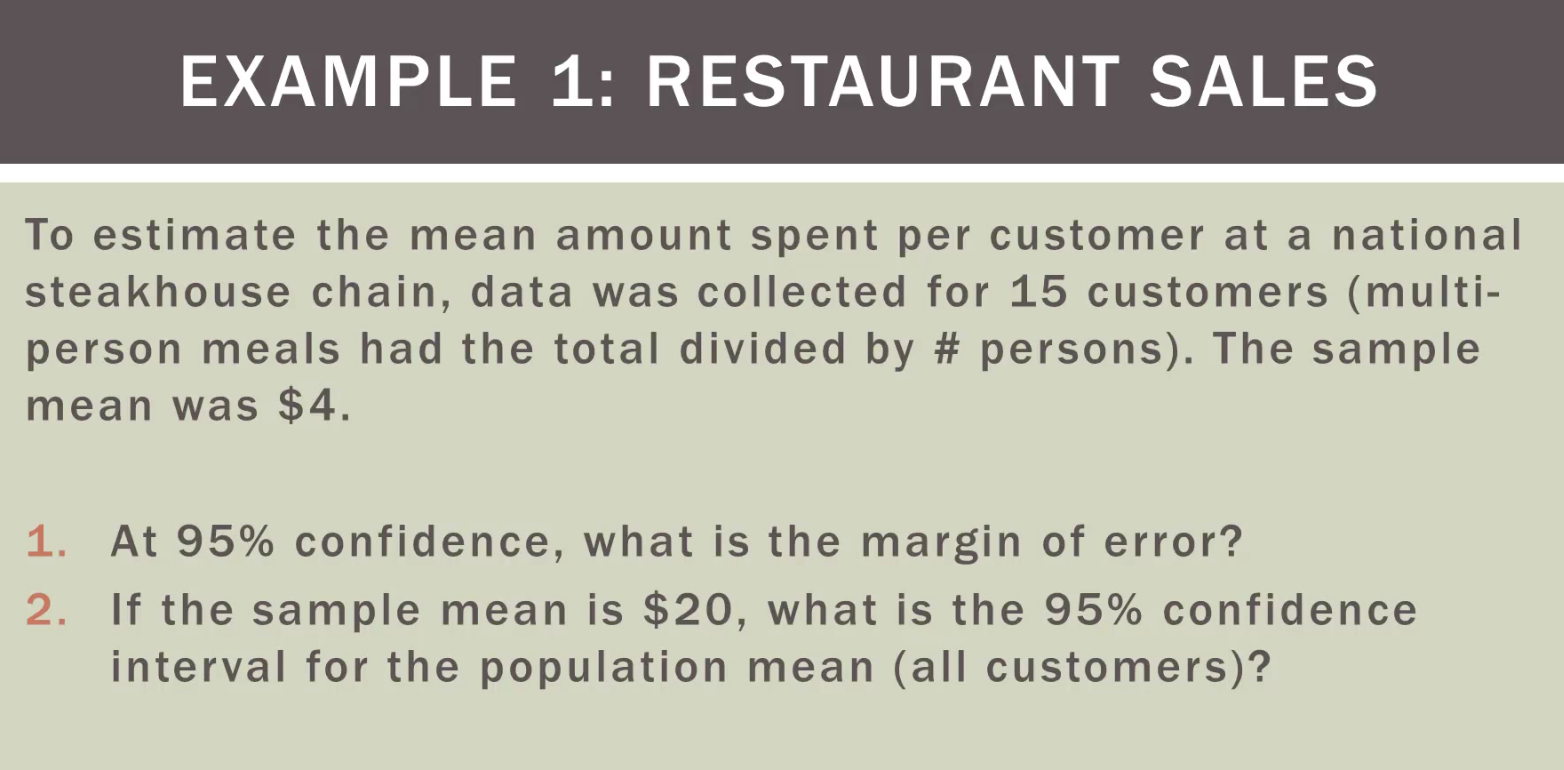 EXAMPLE 1: RESTAURANT SALES
To estimate the mean amount spent per customer at a national
steakhouse chain, data was collected for 15 customers (multi-
person meals had the total divided by # persons). The sample
mean was $4.
1. At 95% confidence, what is the margin of error?
2. If the sample mean is $20, what is the 95% confidence
interval for the population mean (all customers)?